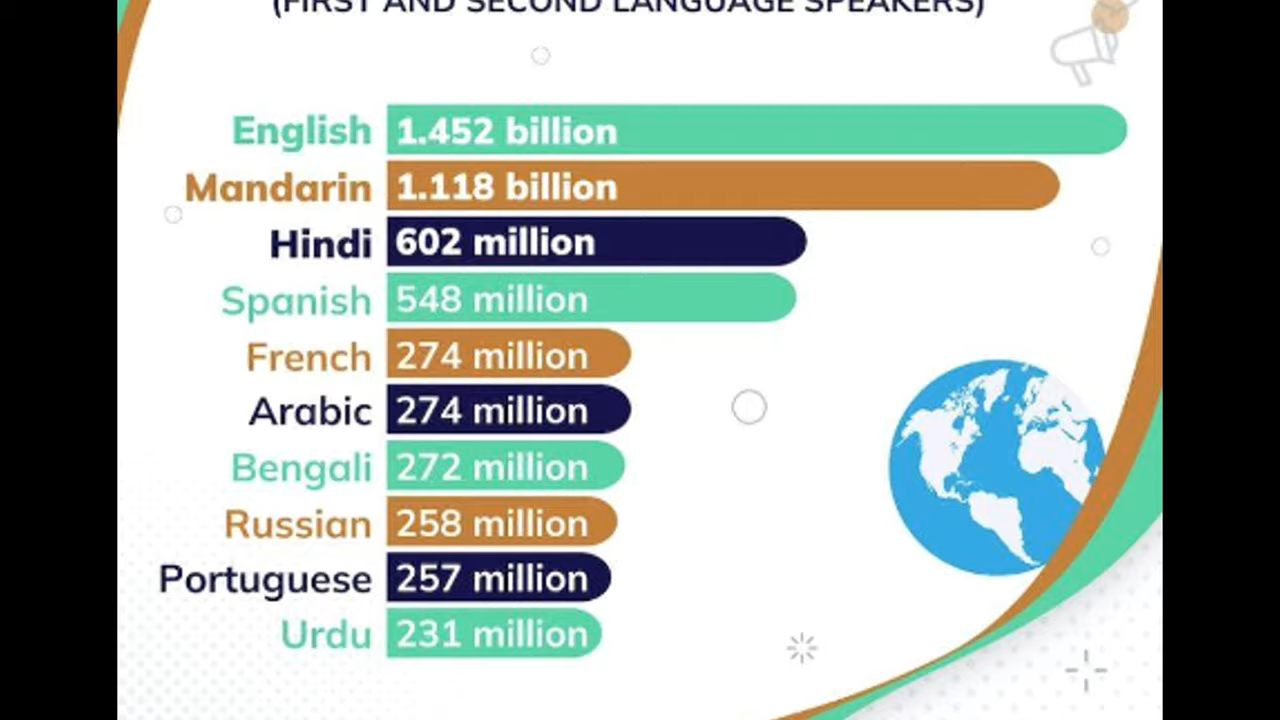 (FIRST AND SECOND LANGUAGE SPEAKERS)
English 1.452 billion
Mandarin 1.118 billion
Hindi 602 million
Spanish 548 million
French 274 million
Arabic 274 million
Bengali 272 million
Russian 258 million
Portuguese 257 million
Urdu 231 million